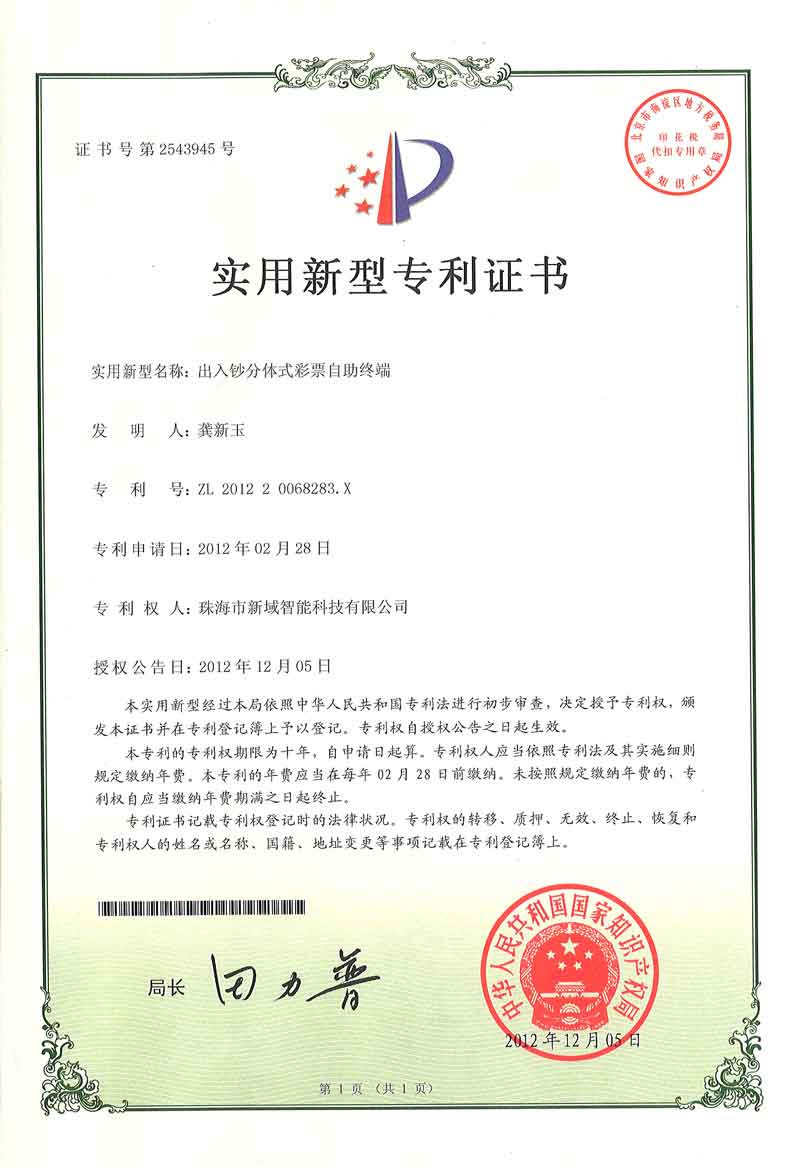 证书号第2543945号
北京市海淀区地方税务局
印花税
代扣专用章
国家知识产权局
实用新型专利证书
实用新型名称：出入钞分体式彩票自助终端
发明人：龚新玉
专利号：ZL 2012 2 0068283.X
专利申请日：2012年02月28日
专利权人：珠海市新域智能科技有限公司
授权公告日：2012年12月05日
本实用新型经过本局依照中华人民共和国专利法进行初步审查，决定授予专利权，颁
发本证书并在专利登记簿上予以登记。专利权自授权公告之日起生效。
本专利的专利权期限为十年，自申请日起算。专利权人应当依照专利法及其实施细则
规定缴纳年费。本专利的年费应当在每年02月28日前缴纳。未按照规定缴纳年费的，专
利权自应当缴纳年费期满之日起终止。
专利证书记载专利权登记时的法律状况。专利权的转移、质押、无效、终止、恢复和
专利权人的姓名或名称、国籍、地址变更等事项记载在专利登记簿上。
中华人民共和国国家知识产权局
局长 田力普
2012年12月05日
第1页（共1页）